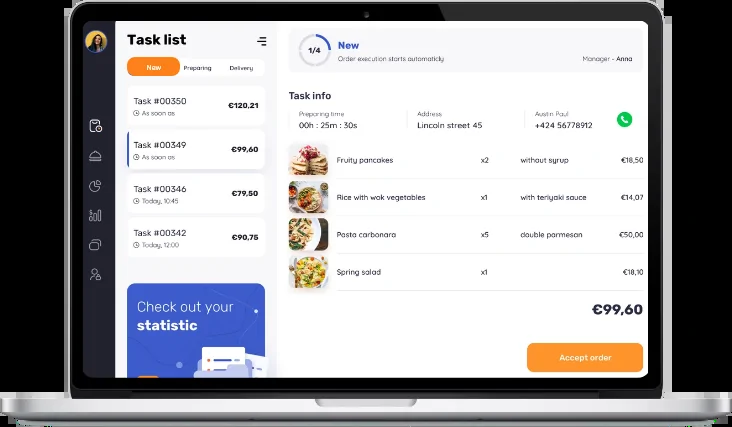 Task list
New
Preparing
Delivery
Task #00350
As soon as
€120,21
Task #00349
As soon as
€99,60
Task #00346
Today, 10:45
€79,50
Task #00342
Today, 12:00
€90,75
Check out your
statistic
1/4
New
Order execution starts automaticly
Manager - Anna
Task info
Preparing time
00h : 25m : 30s
Address
Lincoln street 45
Austin Paul
+424 56778912
Fruity pancakes x2 without syrup €18,50
Rice with wok vegetables x1 with teriyaki sauce €14,07
Pasta carbonara x5 double parmesan €50,00
Spring salad x1 €18,10
€99,60
Accept order